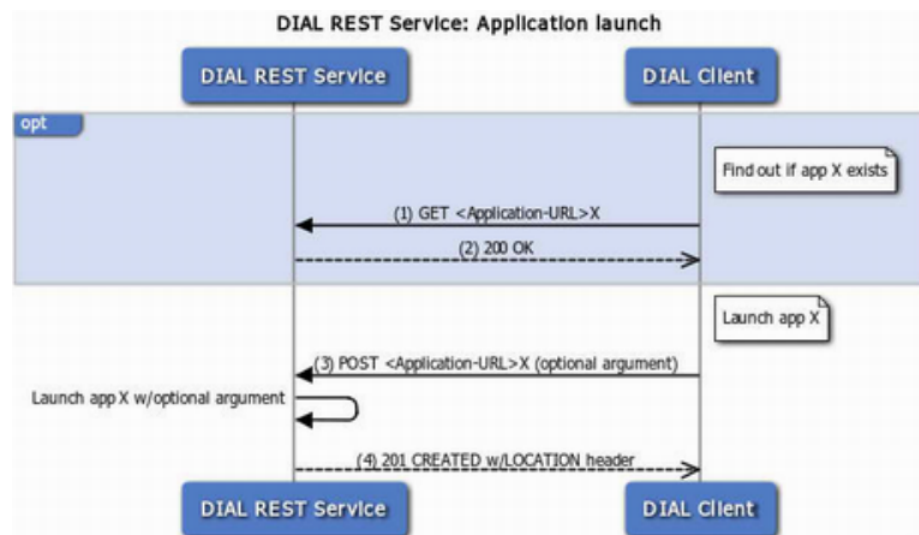 DIAL REST Service: Application launch
DIAL REST Service
DIAL Client
opt
Find out if app X exists
(1) GET <Application-URL>X
(2) 200 OK
Launch app X
(3) POST <Application-URL>X (optional argument)
Launch app X w/optional argument
(4) 201 CREATED w/LOCATION header
DIAL REST Service
DIAL Client